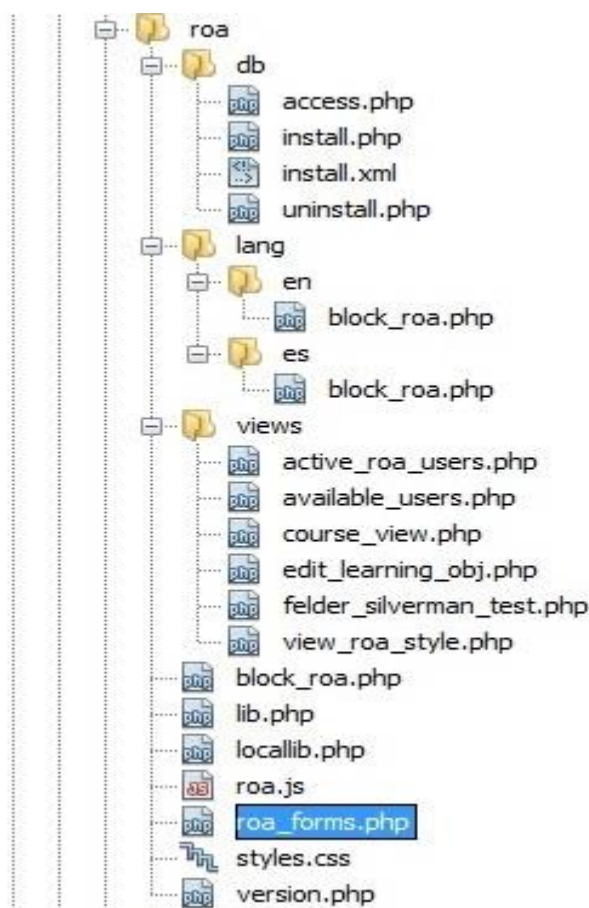 roa
db
access.php
install.php
install.xml
uninstall.php
lang
en
block_roa.php
es
block_roa.php
views
active_roa_users.php
available_users.php
course_view.php
edit_learning_obj.php
felder_silverman_test.php
view_roa_style.php
block_roa.php
lib.php
locallib.php
roa.js
roa_forms.php
styles.css
version.php